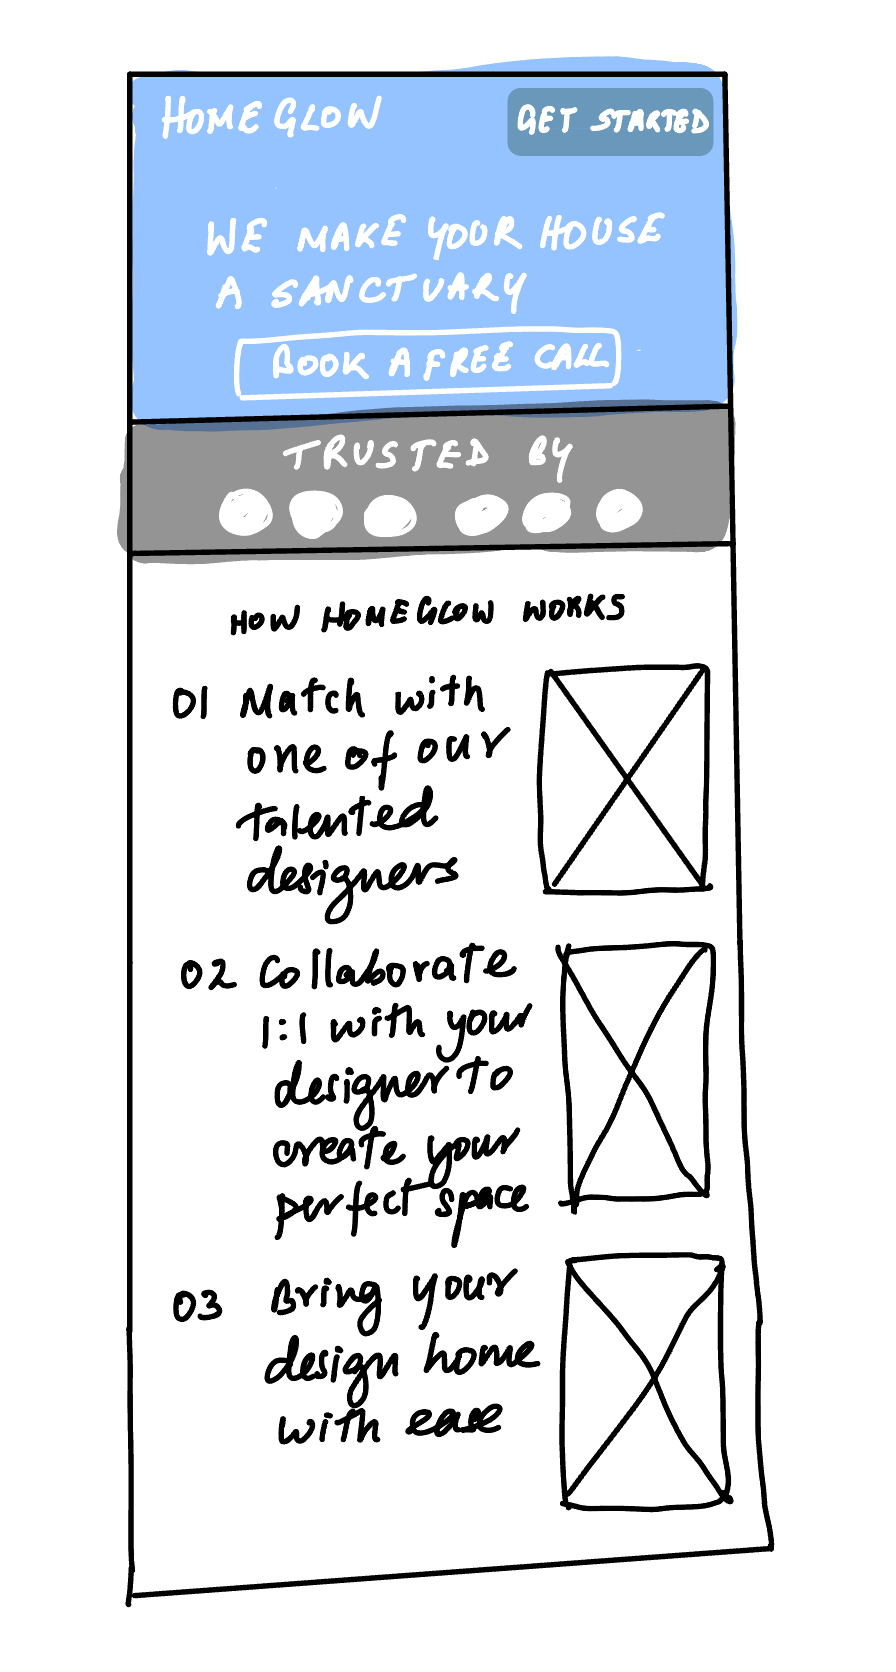 HOMEGLOW
GET STARTED
WE MAKE YOUR HOUSE
A SANCTUARY
BOOK A FREE CALL
TRUSTED BY
HOW HOMEGLOW WORKS
01 Match with
one of our
talented
designers
02 Collaborate
1:1 with your
designer to
create your
perfect space
03 Bring your
design home
with ease